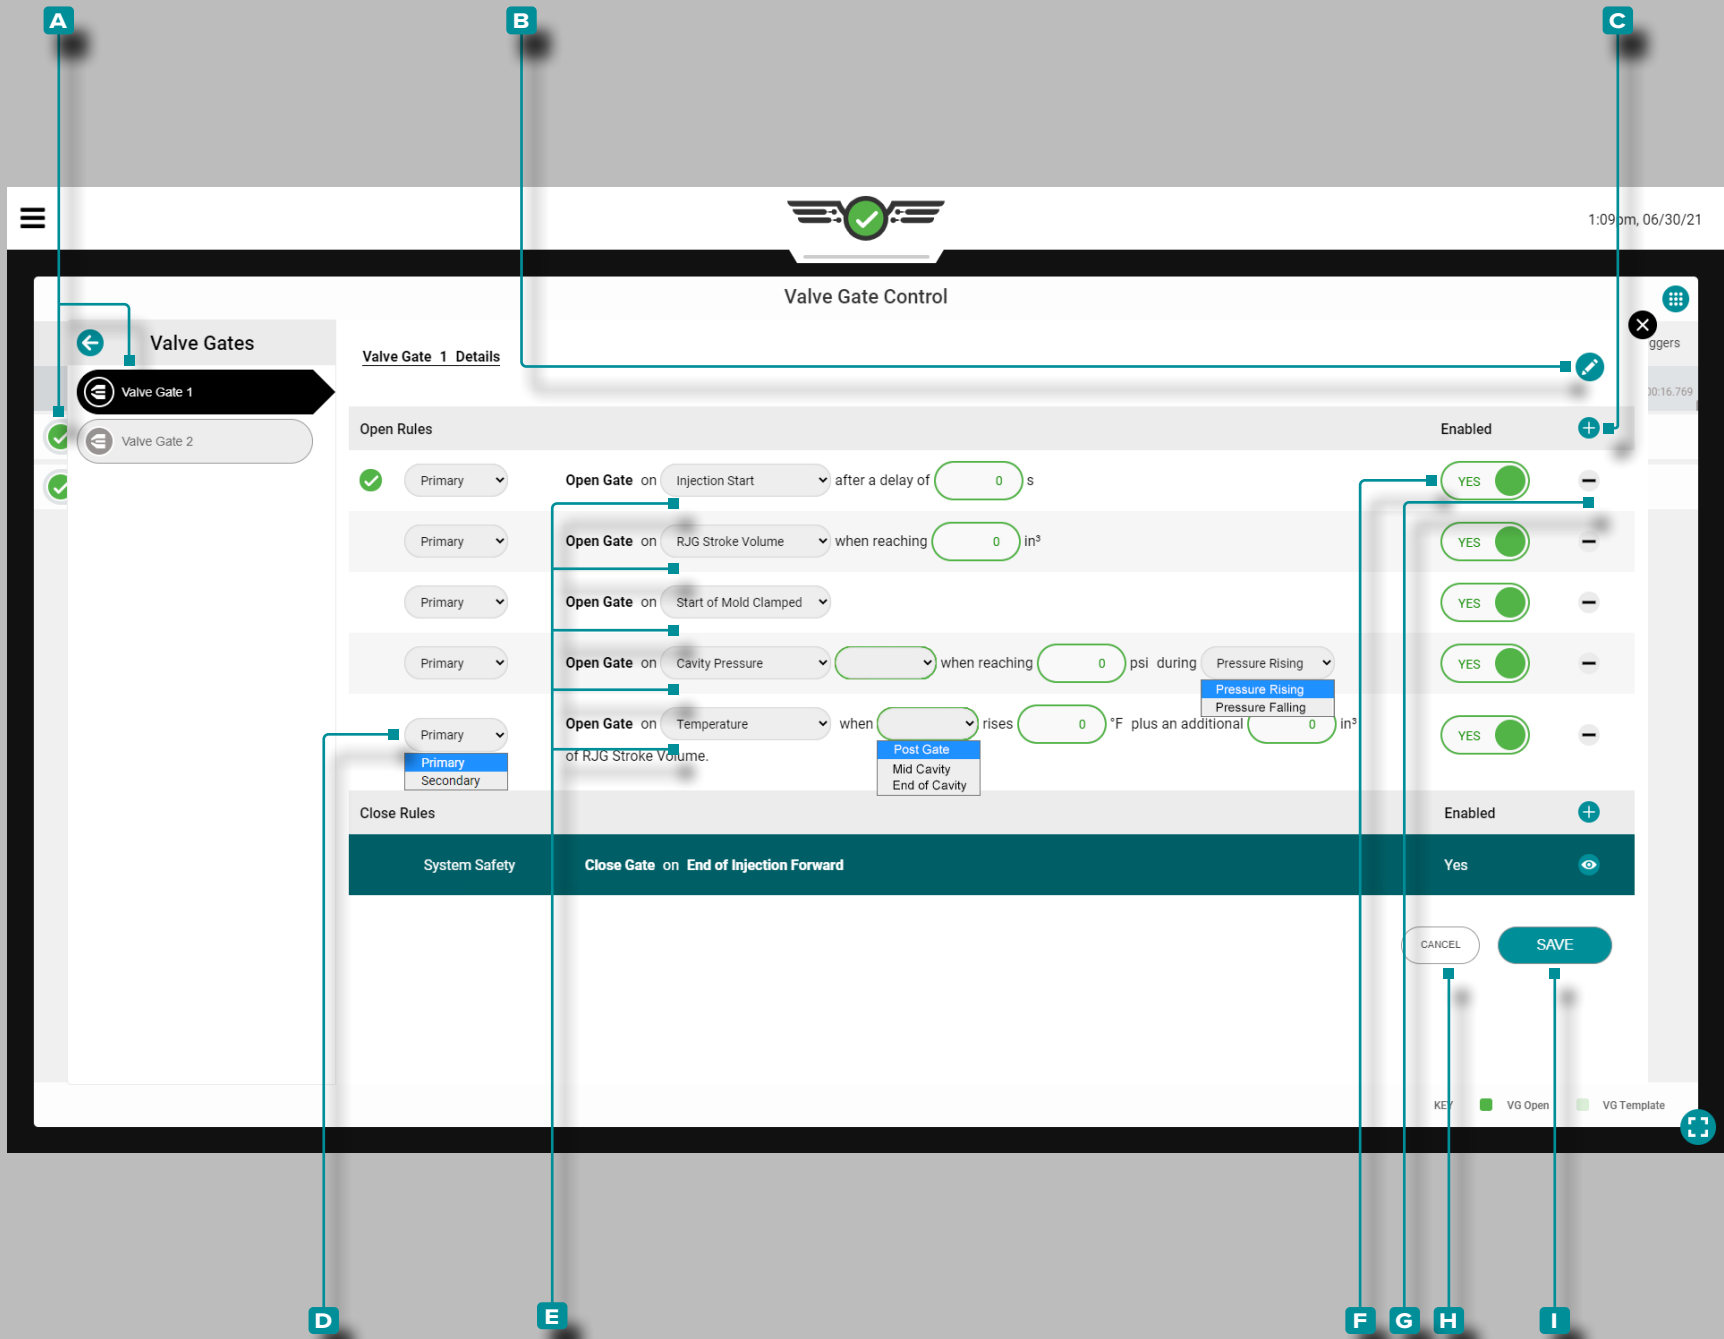 A B C
1:09pm, 06/30/21
Valve Gate Control
Valve Gates
ggers
Valve Gate 1 Details
Valve Gate 1
00:16.769
Valve Gate 2
Open Rules Enabled
Primary Open Gate on Injection Start after a delay of 0 s YES
Primary Open Gate on RJG Stroke Volume when reaching 0 in³ YES
Primary Open Gate on Start of Mold Clamped YES
Primary Open Gate on Cavity Pressure when reaching 0 psi during Pressure Rising YES
Pressure Rising
Pressure Falling
Primary Open Gate on Temperature when rises 0 °F plus an additional 0 in³ YES
of RJG Stroke Volume.
Primary
Secondary
Post Gate
Mid Cavity
End of Cavity
Close Rules Enabled
System Safety Close Gate on End of Injection Forward Yes
CANCEL SAVE
KEY VG Open VG Template
D E F G H I